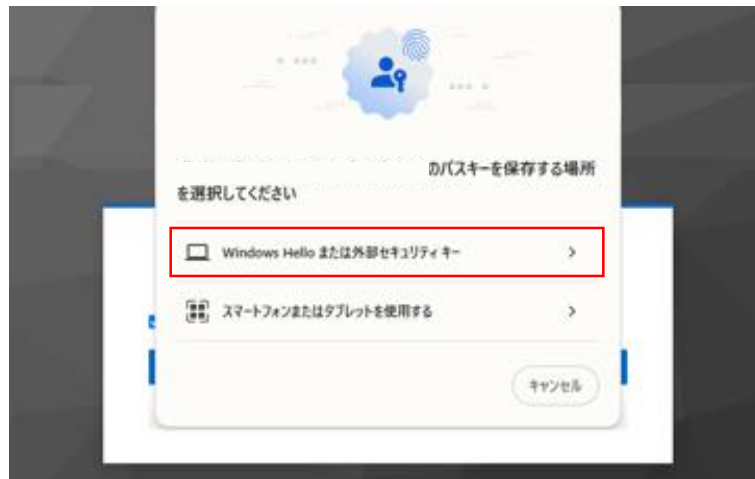 のパスキーを保存する場所
を選択してください
Windows Hello または外部セキュリティ キー
スマートフォンまたはタブレットを使用する
キャンセル